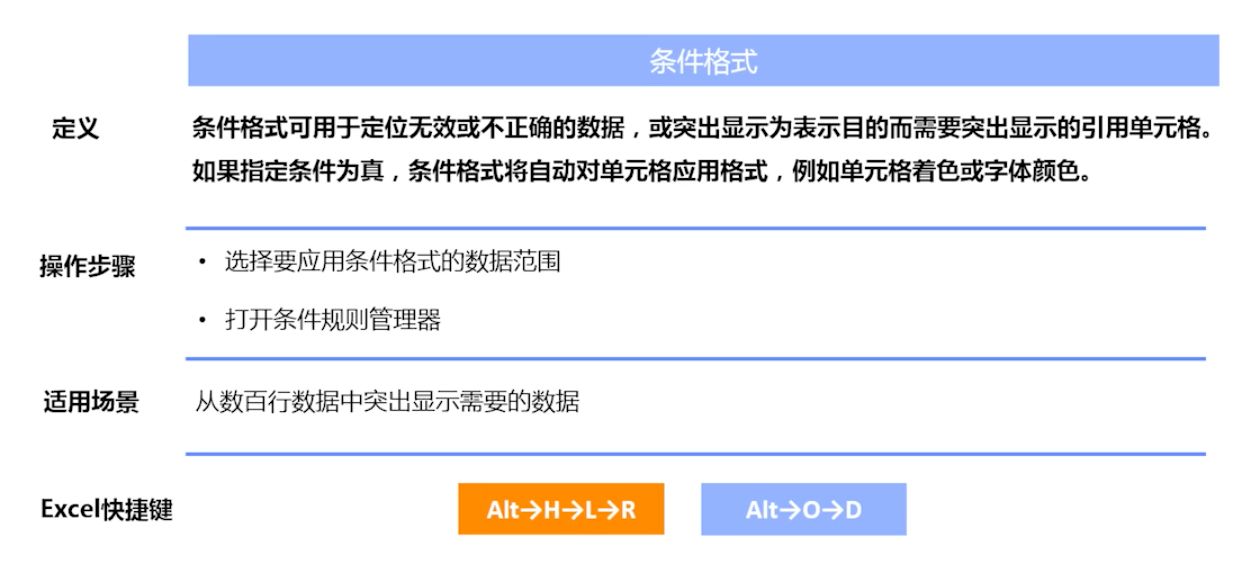 条件格式
定义
条件格式可用于定位无效或不正确的数据，或突出显示为表示目的而需要突出显示的引用单元格。
如果指定条件为真，条件格式将自动对单元格应用格式，例如单元格着色或字体颜色。
操作步骤
• 选择要应用条件格式的数据范围
• 打开条件规则管理器
适用场景
从数百行数据中突出显示需要的数据
Excel快捷键
Alt→H→L→R
Alt→O→D